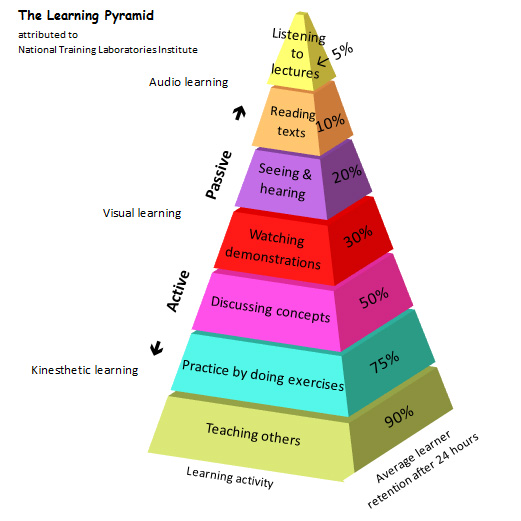 The Learning Pyramid
attributed to
National Training Laboratories Institute
Listening
to
lectures
5%
Audio learning
Reading
texts
10%
Passive
Seeing &
hearing
20%
Visual learning
Watching
demonstrations
30%
Active
Discussing concepts
50%
Kinesthetic learning
Practice by doing exercises
75%
Teaching others
90%
Learning activity
Average learner
retention after 24 hours